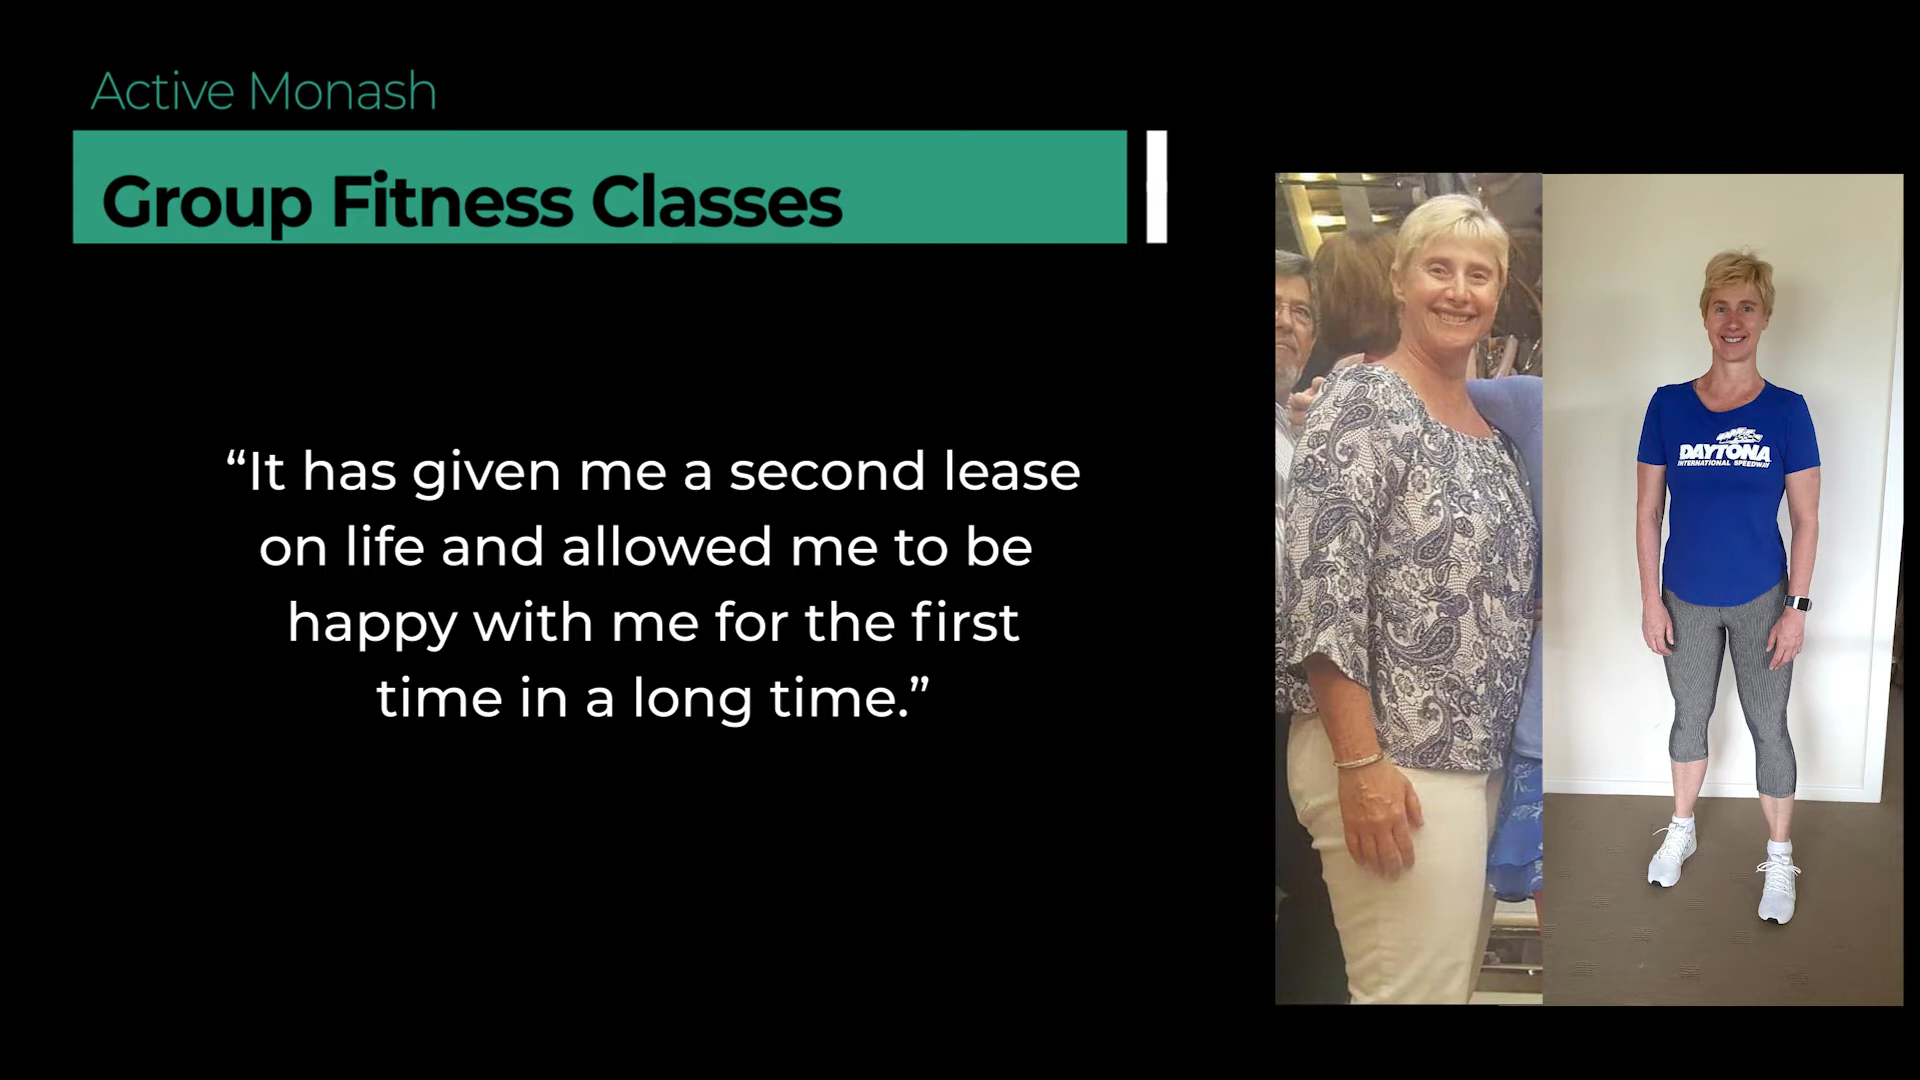 Active Monash
Group Fitness Classes
“It has given me a second lease
on life and allowed me to be
happy with me for the first
time in a long time.”
DAYTONA
INTERNATIONAL SPEEDWAY